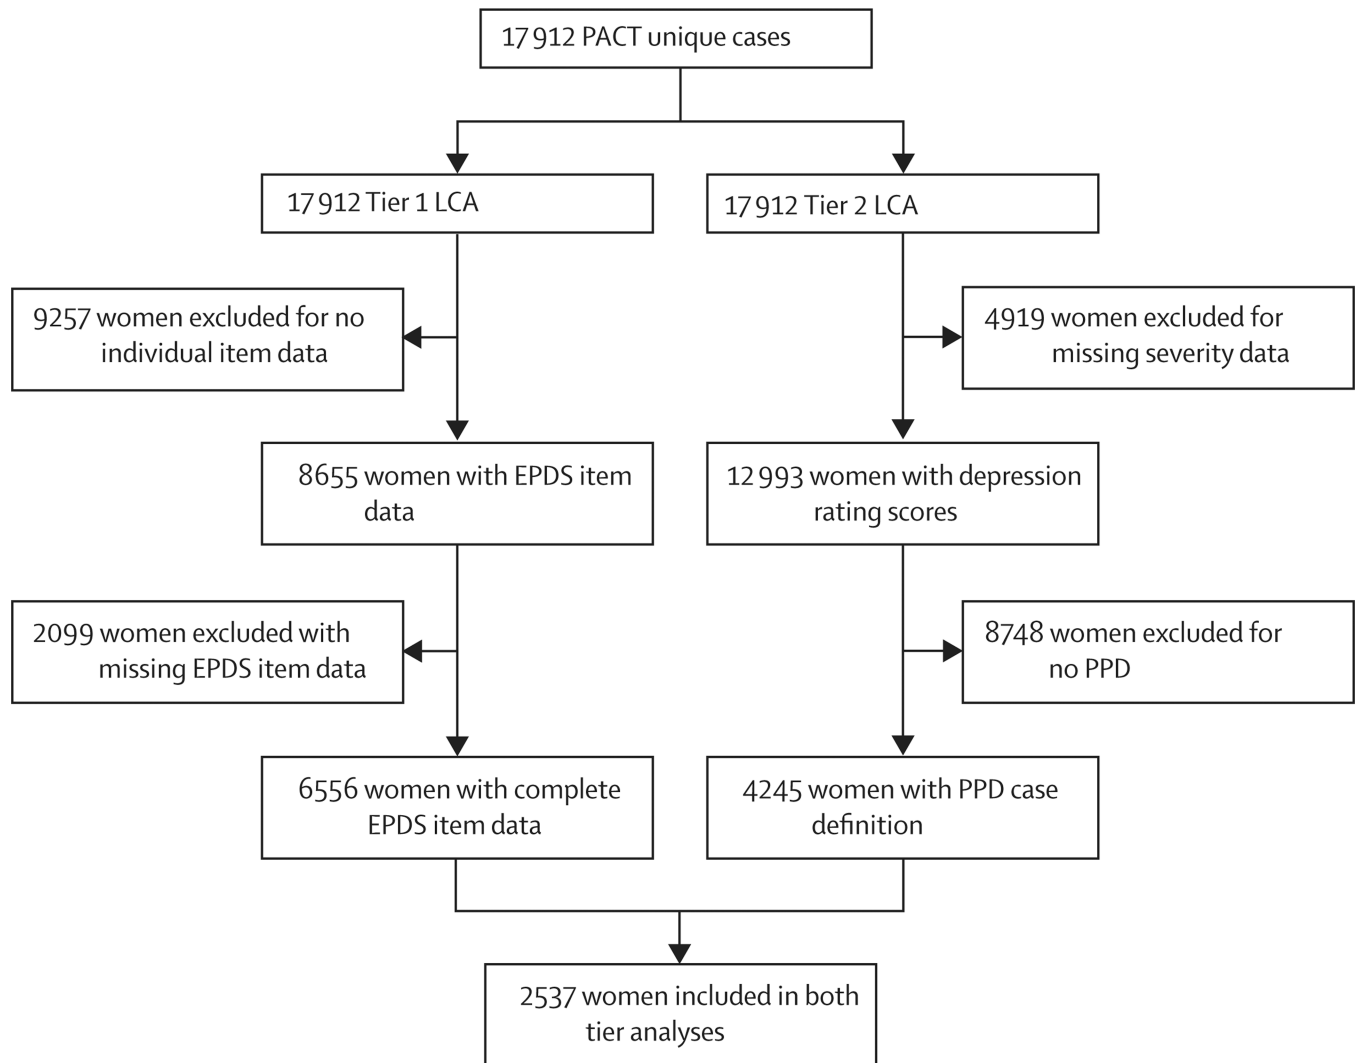 17 912 PACT unique cases
17 912 Tier 1 LCA
17 912 Tier 2 LCA
9257 women excluded for no
individual item data
4919 women excluded for
missing severity data
8655 women with EPDS item
data
12 993 women with depression
rating scores
2099 women excluded with
missing EPDS item data
8748 women excluded for
no PPD
6556 women with complete
EPDS item data
4245 women with PPD case
definition
2537 women included in both
tier analyses